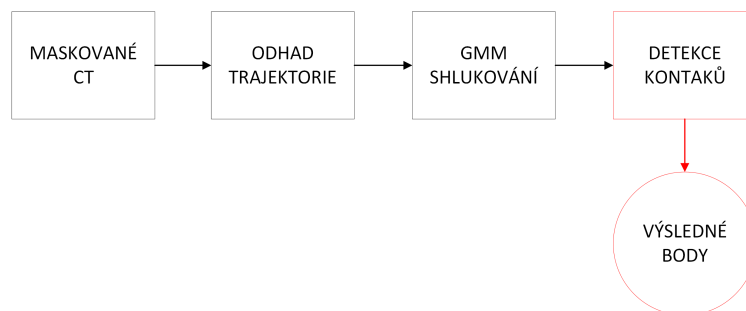 MASKOVANÉ
CT
ODHAD
TRAJEKTORIE
GMM
SHLUKOVÁNÍ
DETEKCE
KONTAKŮ
VÝSLEDNÉ
BODY